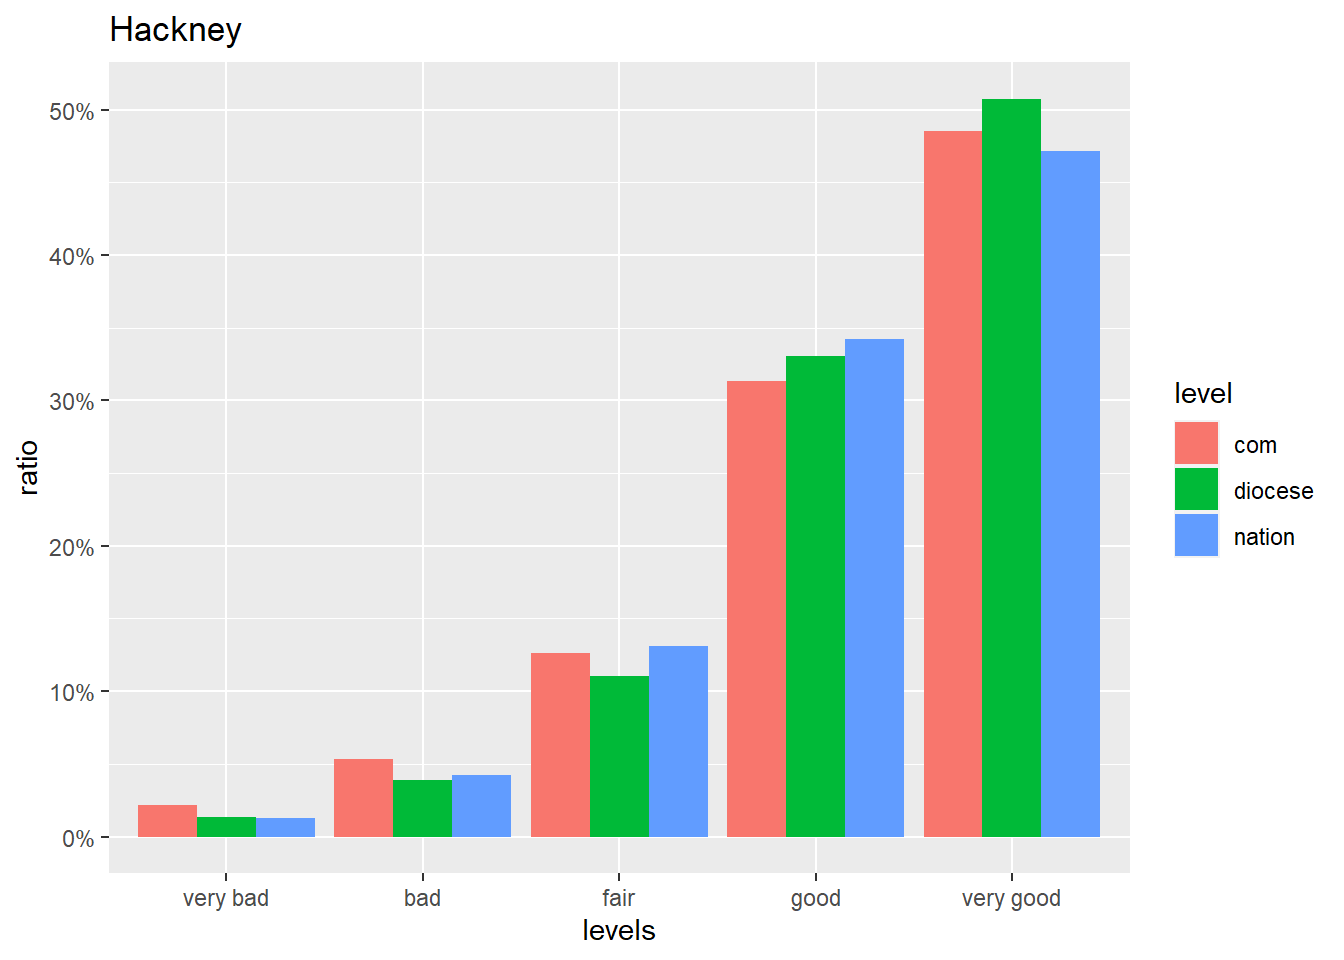 Hackney
50%
40%
30%
20%
10%
0%
ratio
very bad bad fair good very good
levels
level
com
diocese
nation